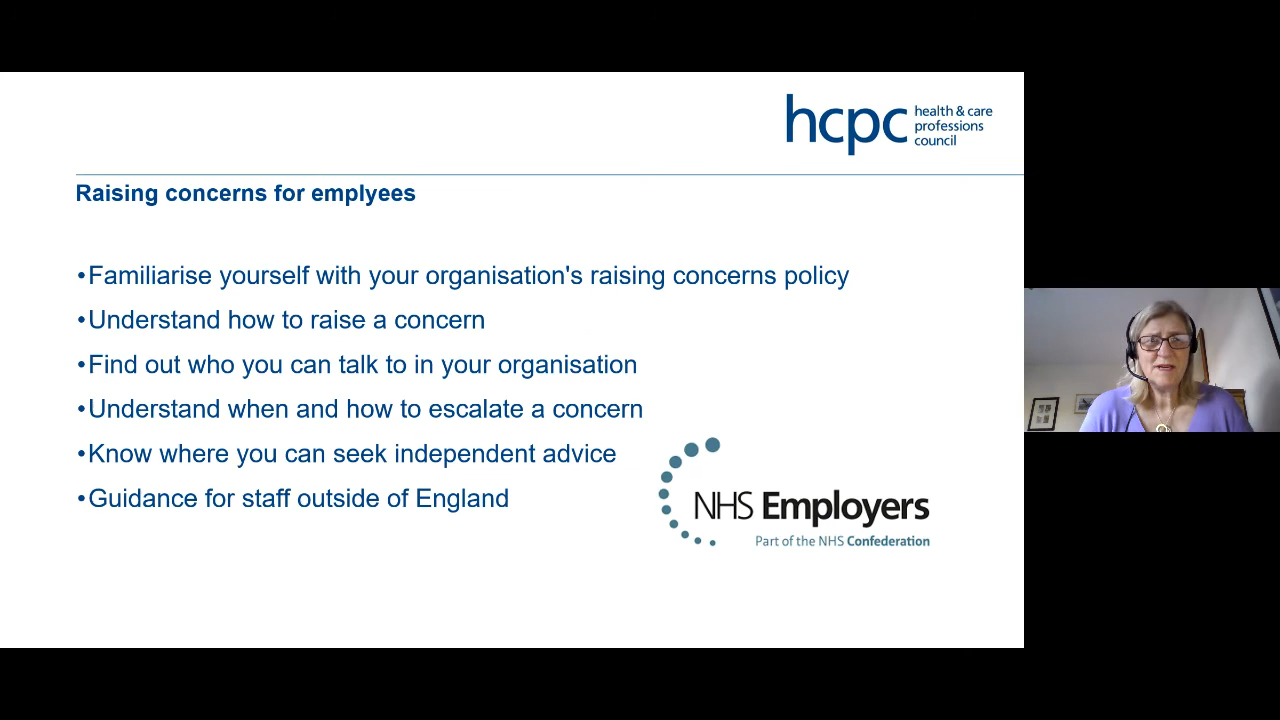 hcpc
health & care
professions
council
Raising concerns for emplyees
•Familiarise yourself with your organisation's raising concerns policy
•Understand how to raise a concern
•Find out who you can talk to in your organisation
•Understand when and how to escalate a concern
•Know where you can seek independent advice
•Guidance for staff outside of England
NHS Employers
Part of the NHS Confederation